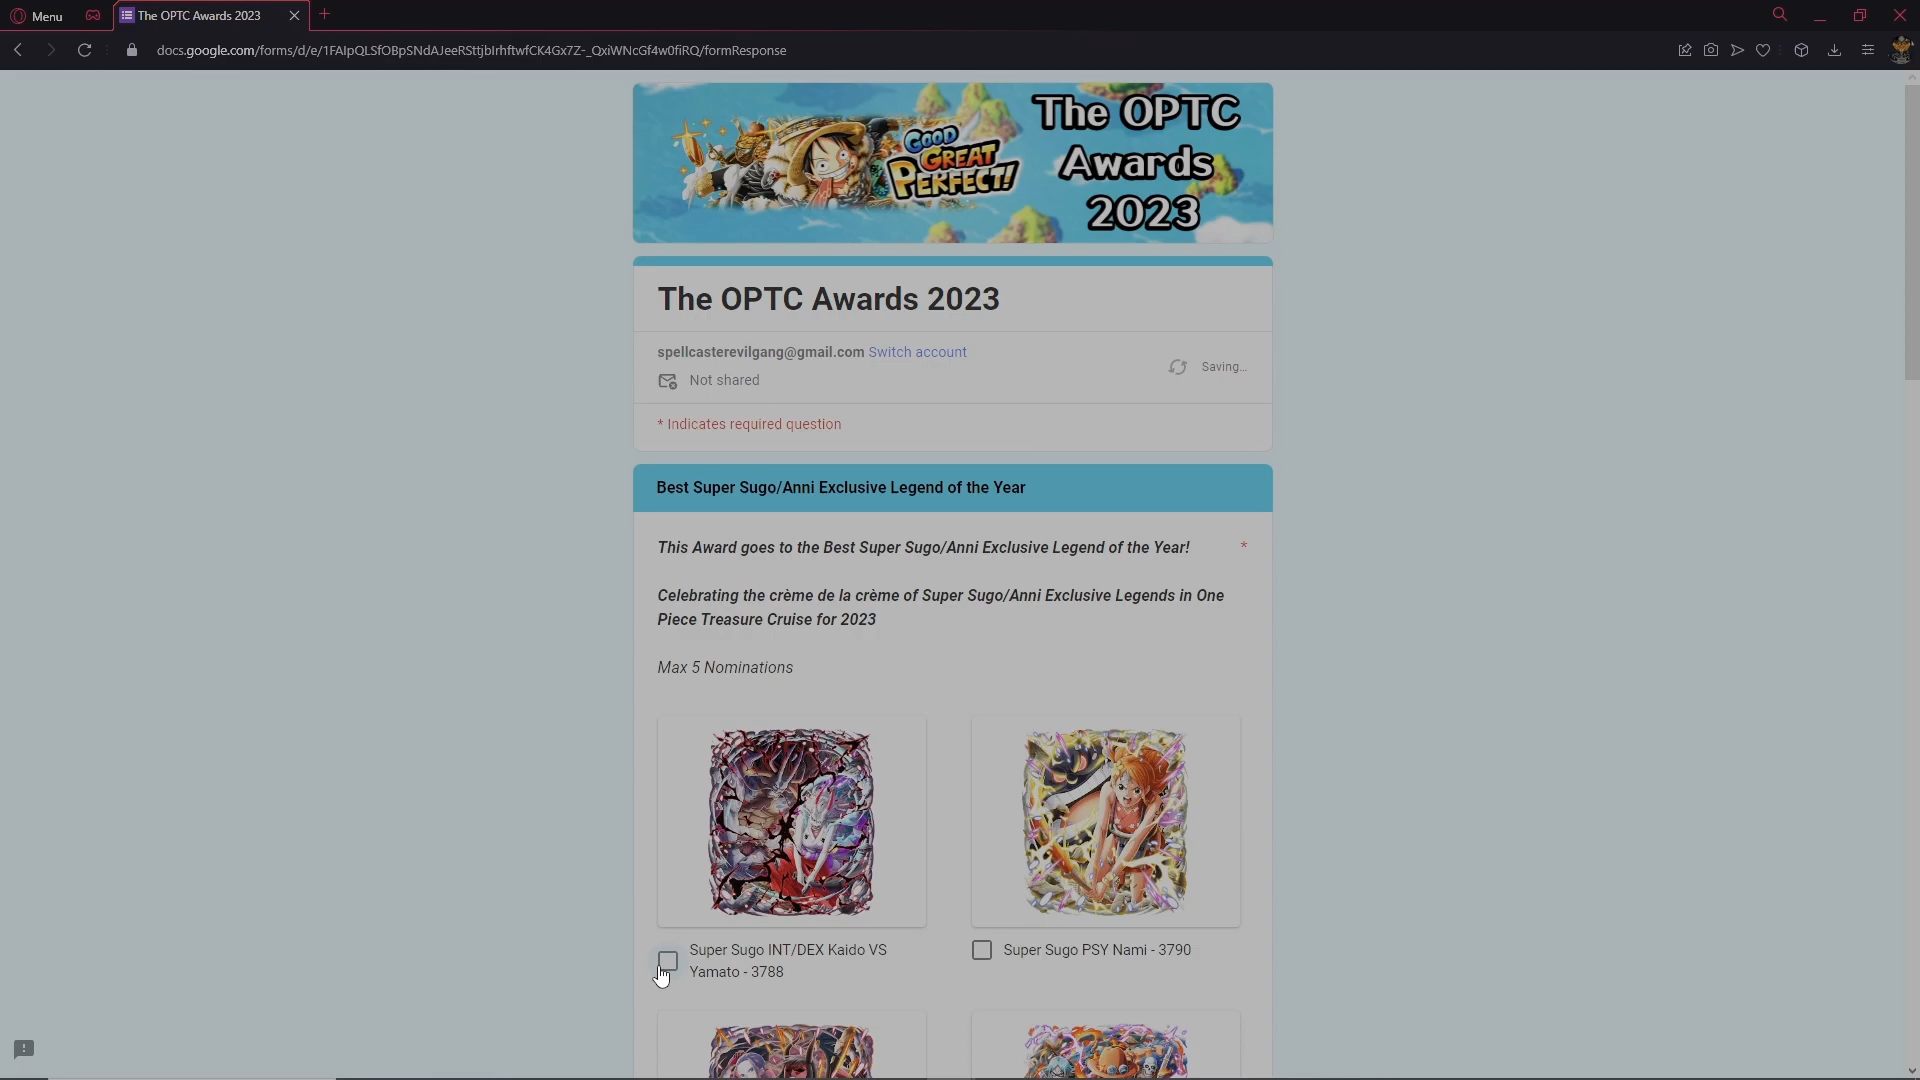 Menu
The OPTC Awards 2023
docs.google.com/forms/d/e/1FAIpQLSfOBpSNdAJeeRSttjbIrhftwfCK4Gx7Z-_QxiWNcGf4w0fiRQ/formResponse
GOOD
GREAT
PERFECT!
The OPTC
Awards
2023
The OPTC Awards 2023
spellcasterevilgang@gmail.com Switch account
Not shared
Saving...
* Indicates required question
Best Super Sugo/Anni Exclusive Legend of the Year
This Award goes to the Best Super Sugo/Anni Exclusive Legend of the Year! *
Celebrating the crème de la crème of Super Sugo/Anni Exclusive Legends in One
Piece Treasure Cruise for 2023
Max 5 Nominations
Super Sugo INT/DEX Kaido VS
Yamato - 3788
Super Sugo PSY Nami - 3790